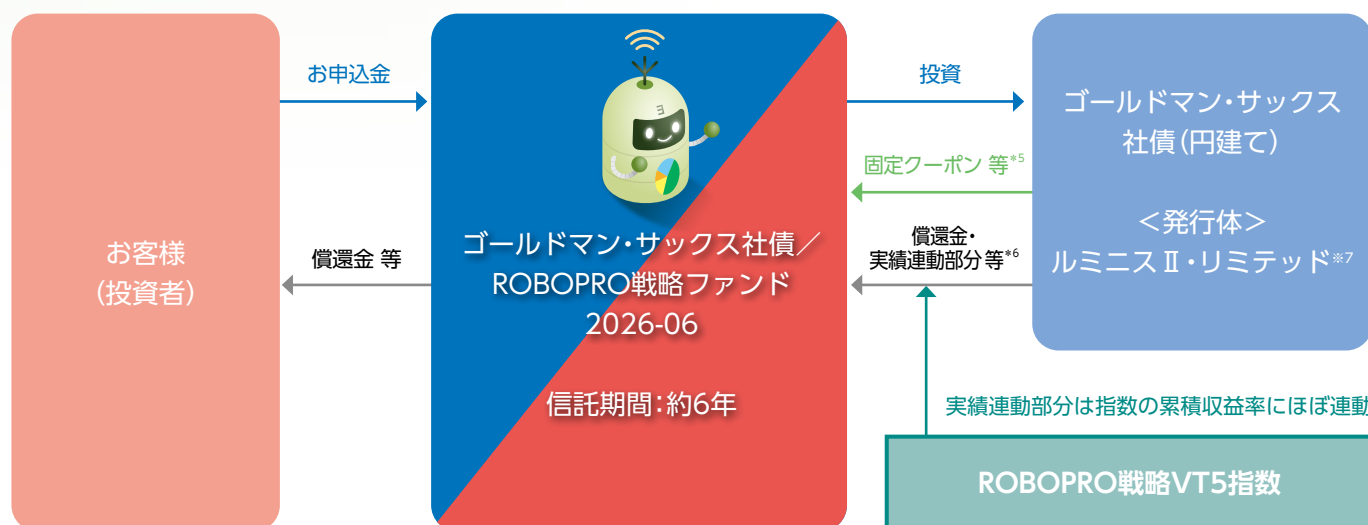 お申込金
投資
固定クーポン 等*5
償還金・
実績連動部分 等*6
償還金 等
お客様
(投資者)
ゴールドマン・サックス社債／
ROBOPRO戦略ファンド
2026-06
信託期間：約6年
ゴールドマン・サックス
社債(円建て)
＜発行体＞
ルミニス Ⅱ・リミテッド※7
実績連動部分は指数の累積収益率にほぼ連動
ROBOPRO戦略VT5指数